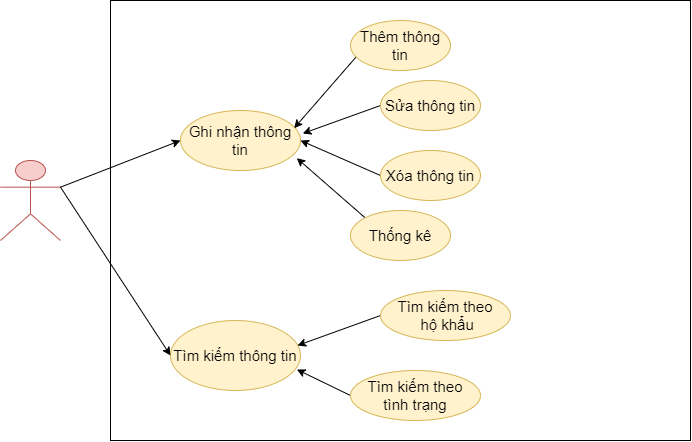 Thêm thông
tin
Sửa thông tin
Ghi nhận thông
tin
Xóa thông tin
Thống kê
Tìm kiếm theo
hộ khẩu
Tìm kiếm thông tin
Tìm kiếm theo
tình trạng